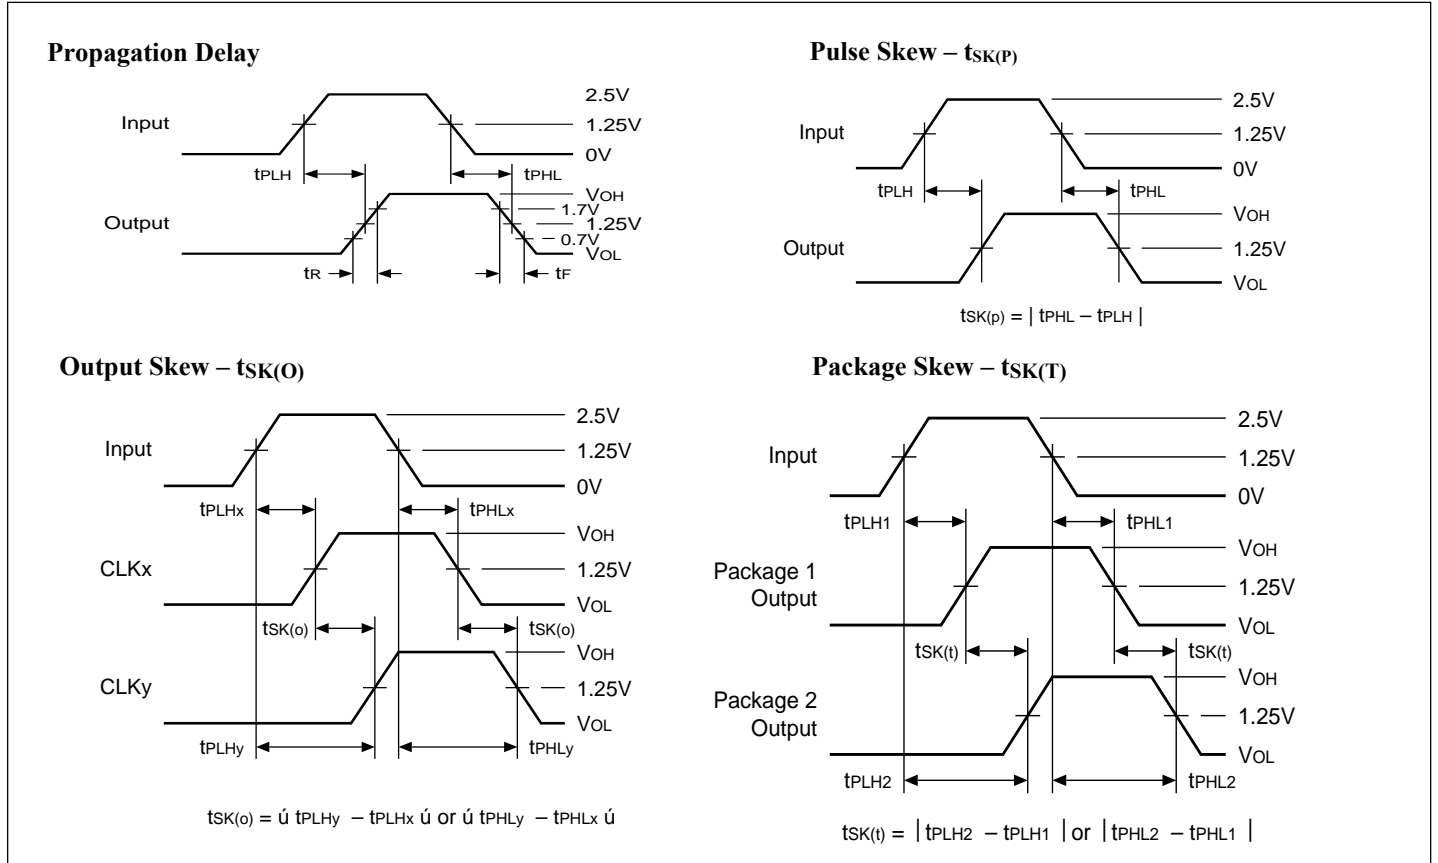 Propagation Delay
Input
2.5V
1.25V
0V
tPLH
tPHL
Output
VOH
1.7V
1.25V
0.7V
VOL
tR
tF
Pulse Skew – tSK(P)
Input
2.5V
1.25V
0V
tPLH
tPHL
Output
VOH
1.25V
VOL
tSK(p) = | tPHL – tPLH |
Output Skew – tSK(O)
Input
2.5V
1.25V
0V
tPLHx
tPHLx
CLKx
VOH
1.25V
VOL
tSK(o)
tSK(o)
CLKy
VOH
1.25V
VOL
tPLHy
tPHLy
tSK(o) = ú tPLHy – tPLHx ú or ú tPHLy – tPHLx ú
Package Skew – tSK(T)
Input
2.5V
1.25V
0V
tPLH1
tPHL1
Package 1
Output
VOH
1.25V
VOL
tSK(t)
tSK(t)
Package 2
Output
VOH
1.25V
VOL
tPLH2
tPHL2
tSK(t) = | tPLH2 – tPLH1 | or | tPHL2 – tPHL1 |